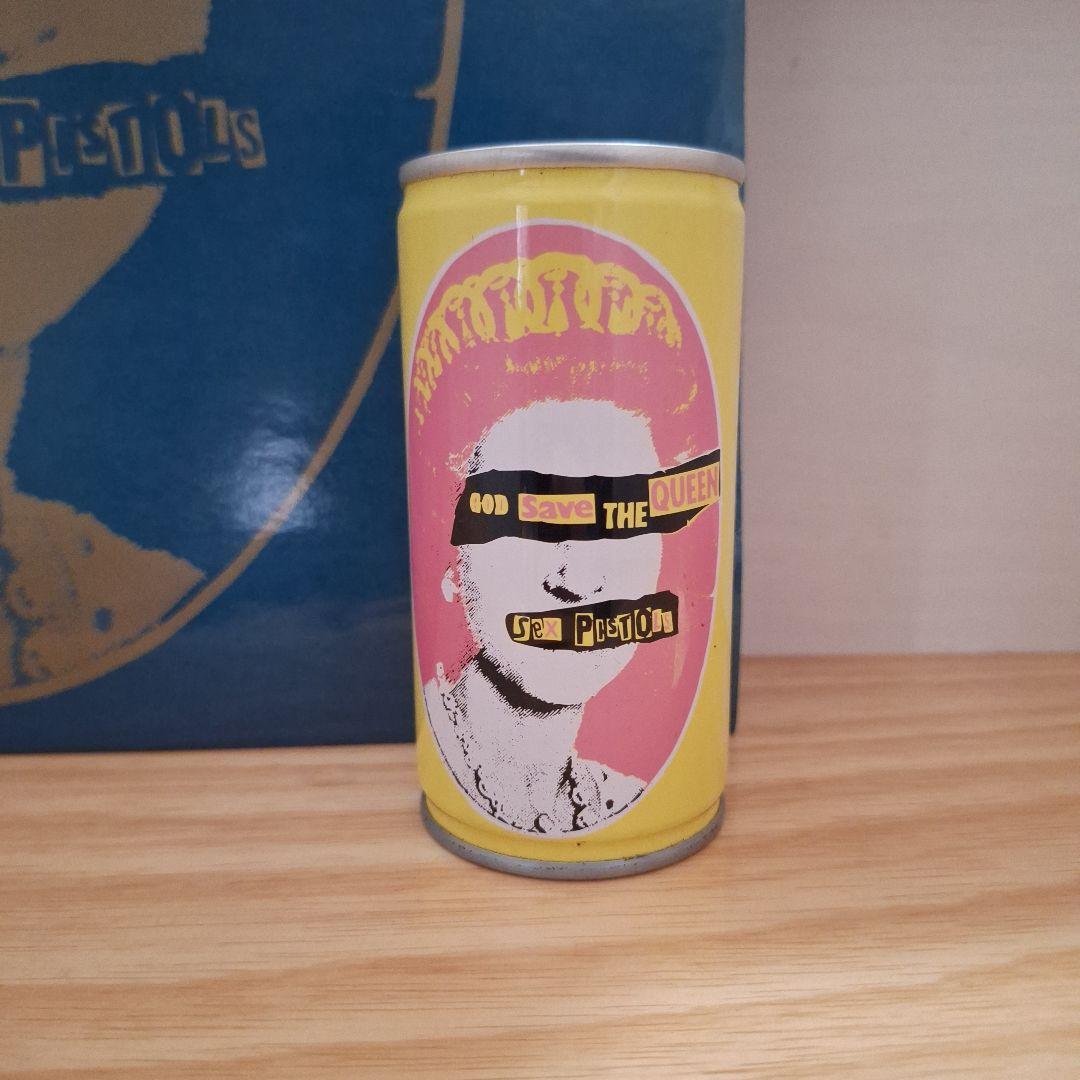 PISTOLS
GOD Save THE QUEEN
SeX PISTOLS